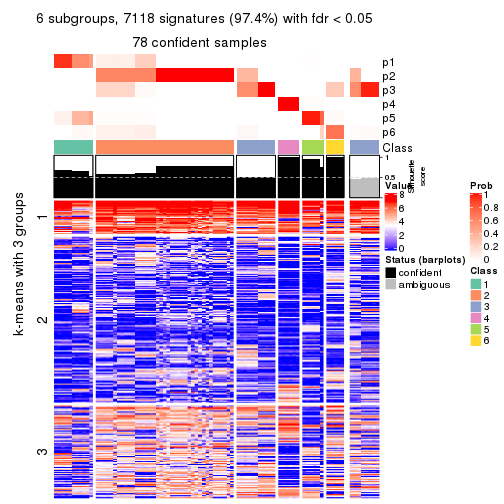 6 subgroups, 7118 signatures (97.4%) with fdr < 0.05
78 confident samples
p1
p2
p3
p4
p5
p6
Class
1
0.5
0
Silhouette
score
k-means with 3 groups
1
2
3
Value
8
6
4
2
0
Status (barplots)
confident
ambiguous
Prob
1
0.8
0.6
0.4
0.2
0
Class
1
2
3
4
5
6